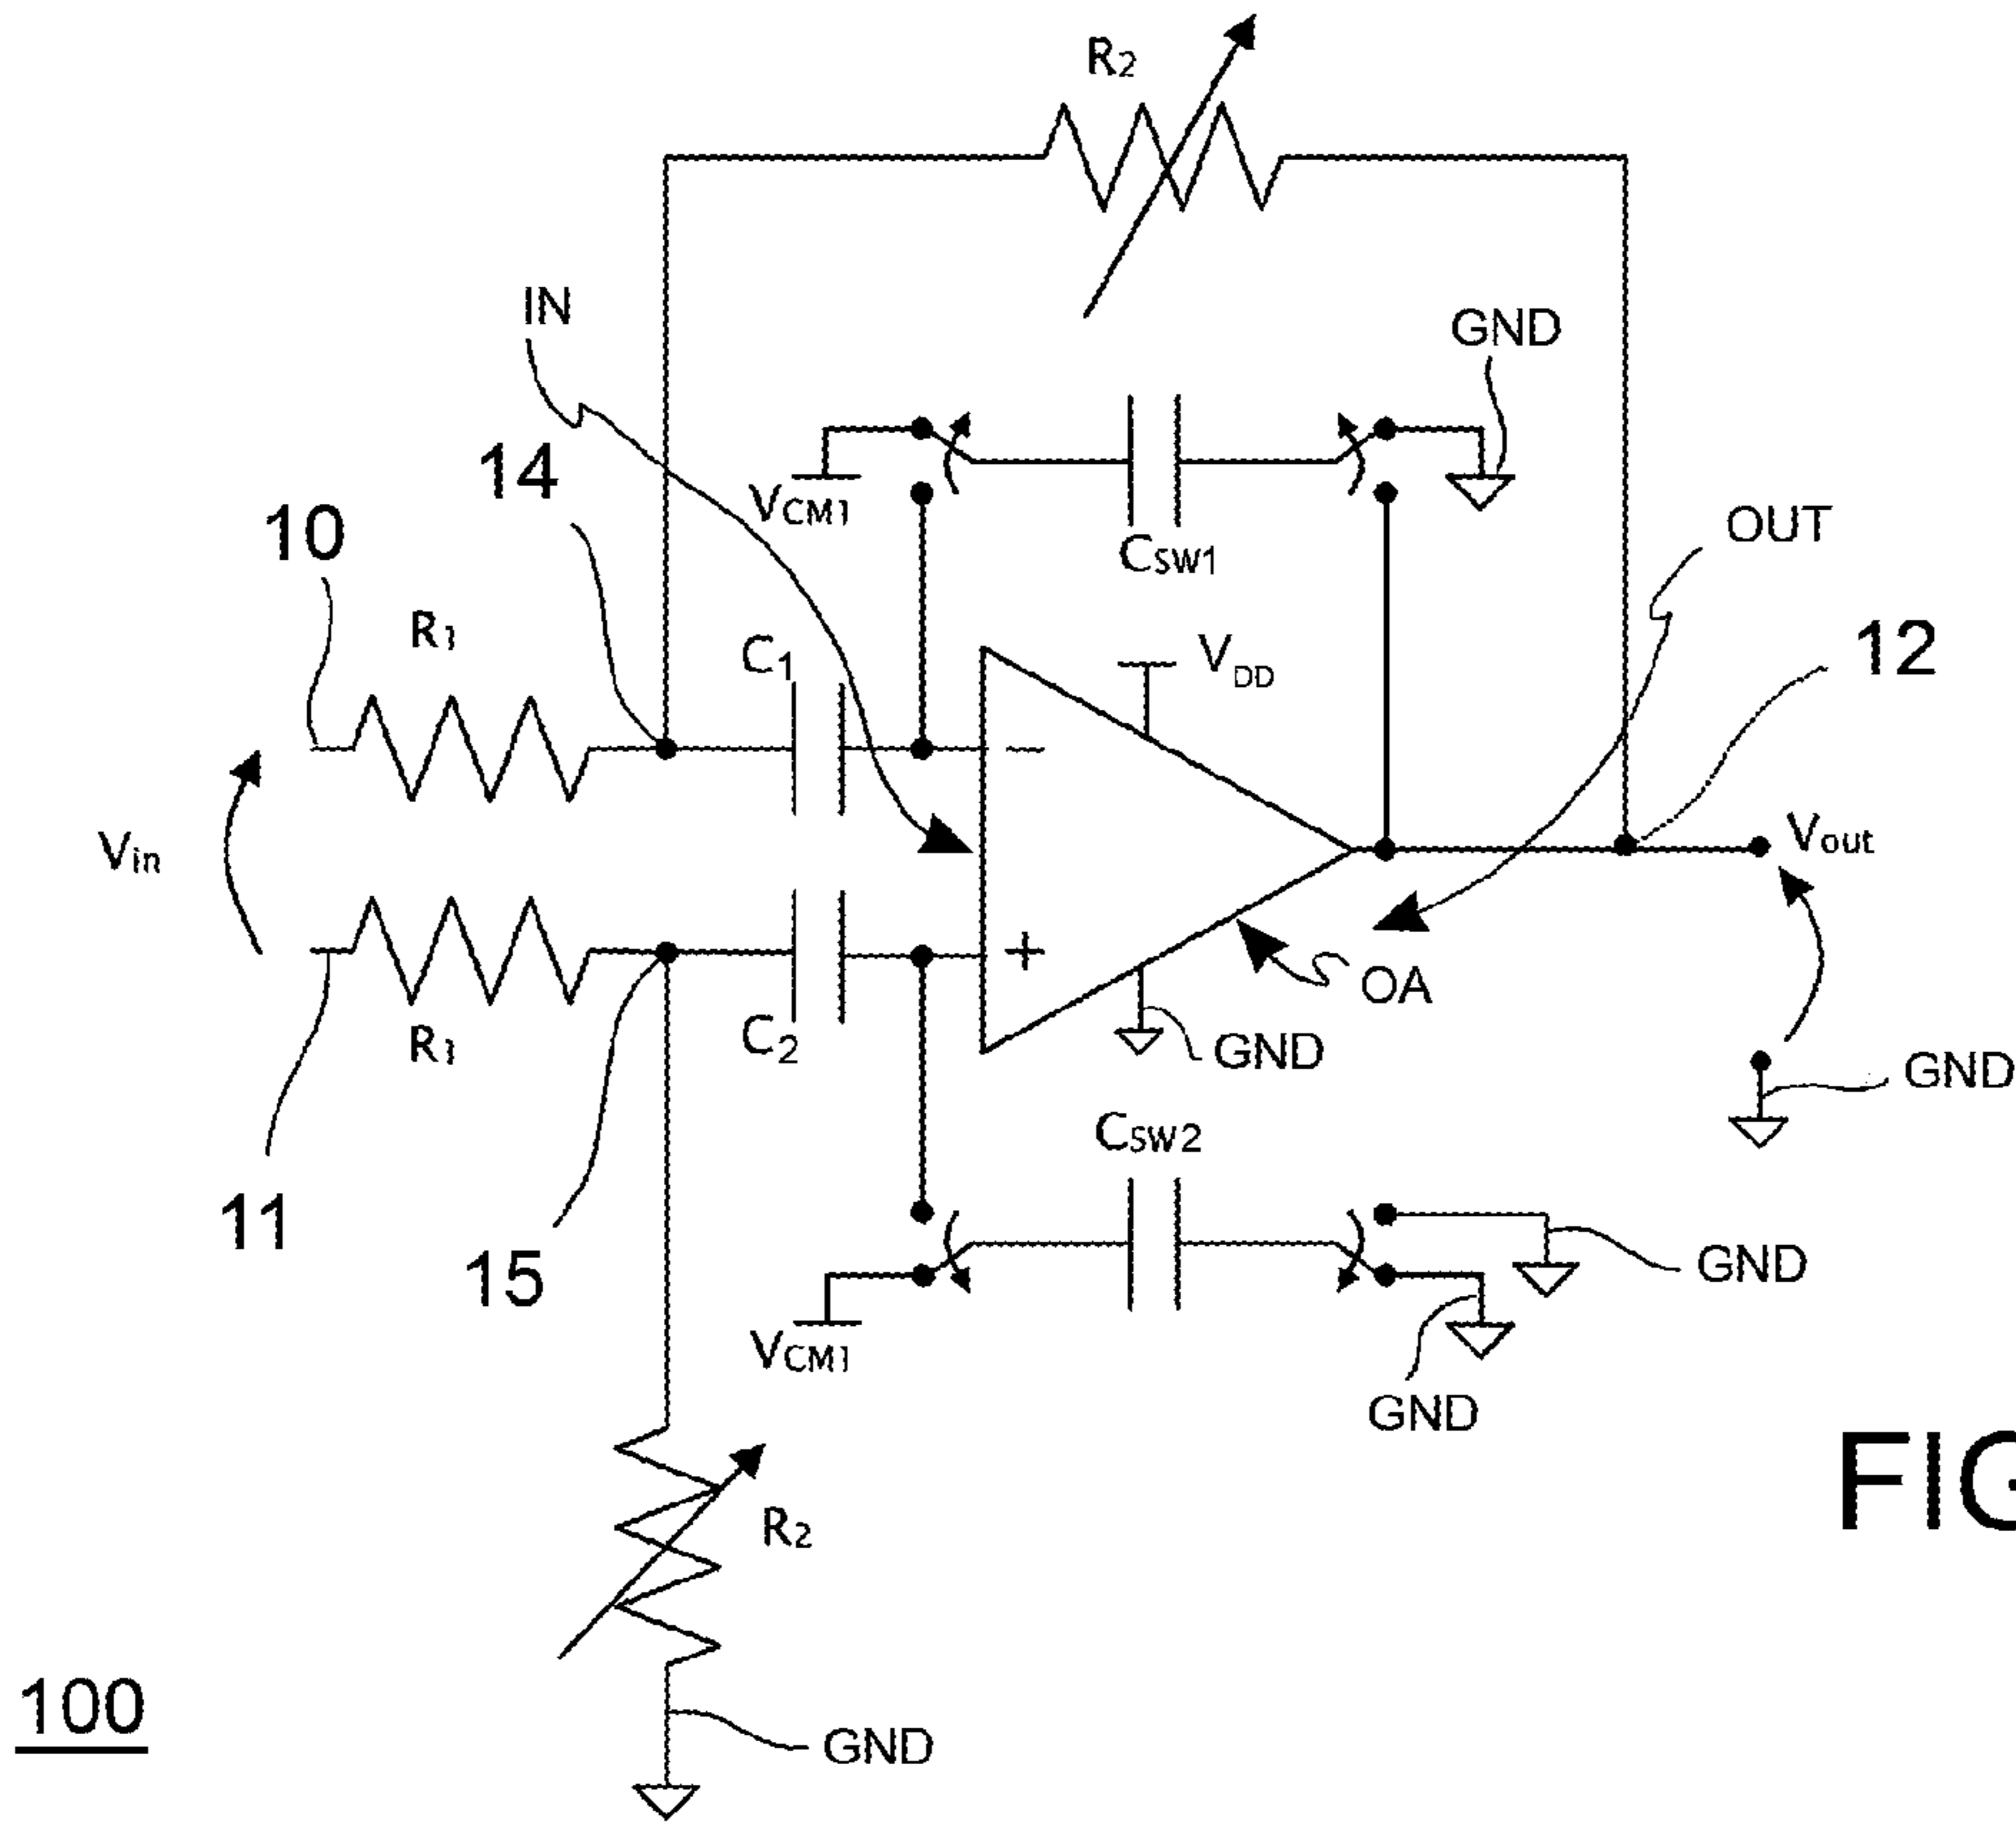 R2
IN
GND
14
VCM1
10
CSW1
OUT
R1
C1
VDD
12
Vin
Vout
OA
R1
C2
GND
GND
CSW2
11
15
GND
VCM1
GND
FIG
R2
100
GND